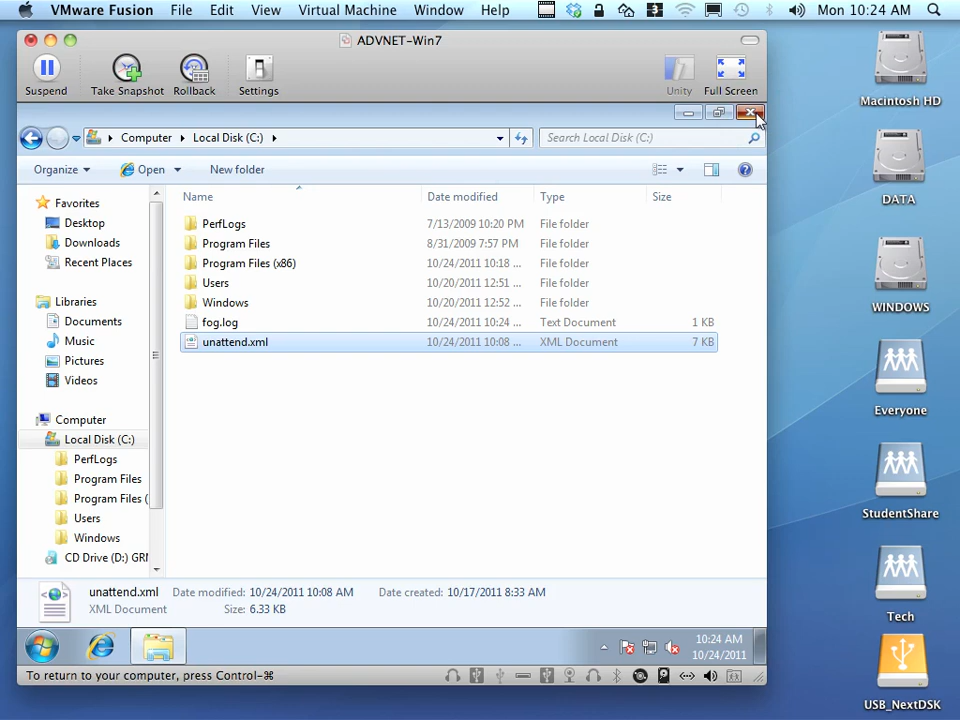 VMware Fusion File Edit View Virtual Machine Window Help Mon 10:24 AM
ADVNET-Win7
Suspend Take Snapshot Rollback Settings Unity Full Screen
Computer Local Disk (C:) Search Local Disk (C:)
Organize Open New folder
Name Date modified Type Size
PerfLogs 7/13/2009 10:20 PM File folder
Program Files 8/31/2009 7:57 PM File folder
Program Files (x86) 10/24/2011 10:18 ... File folder
Users 10/20/2011 12:51 ... File folder
Windows 10/20/2011 12:52 ... File folder
fog.log 10/24/2011 10:24 ... Text Document 1 KB
unattend.xml 10/24/2011 10:08 ... XML Document 7 KB
Favorites
Desktop
Downloads
Recent Places
Libraries
Documents
Music
Pictures
Videos
Computer
Local Disk (C:)
PerfLogs
Program Files
Program Files (
Users
Windows
CD Drive (D:) GRI
unattend.xml Date modified: 10/24/2011 10:08 AM Date created: 10/17/2011 8:33 AM
XML Document Size: 6.33 KB
10:24 AM
10/24/2011
To return to your computer, press Control-⌘
Macintosh HD
DATA
WINDOWS
Everyone
StudentShare
Tech
USB_NextDSK